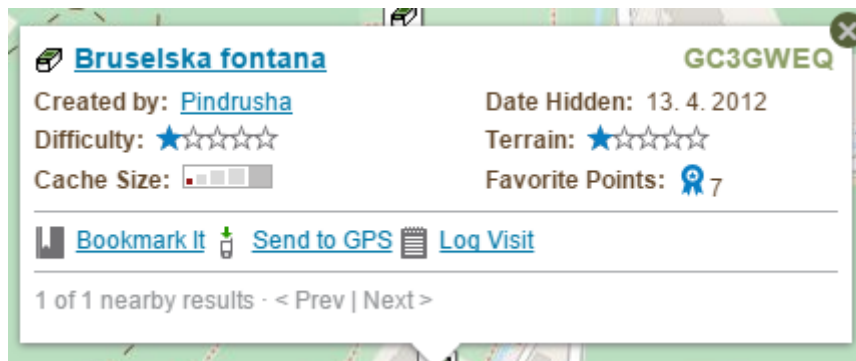 Bruselska fontana GC3GWEQ
Created by: Pindrusha Date Hidden: 13. 4. 2012
Difficulty: Terrain:
Cache Size: Favorite Points: 7
Bookmark It Send to GPS Log Visit
1 of 1 nearby results · < Prev | Next >